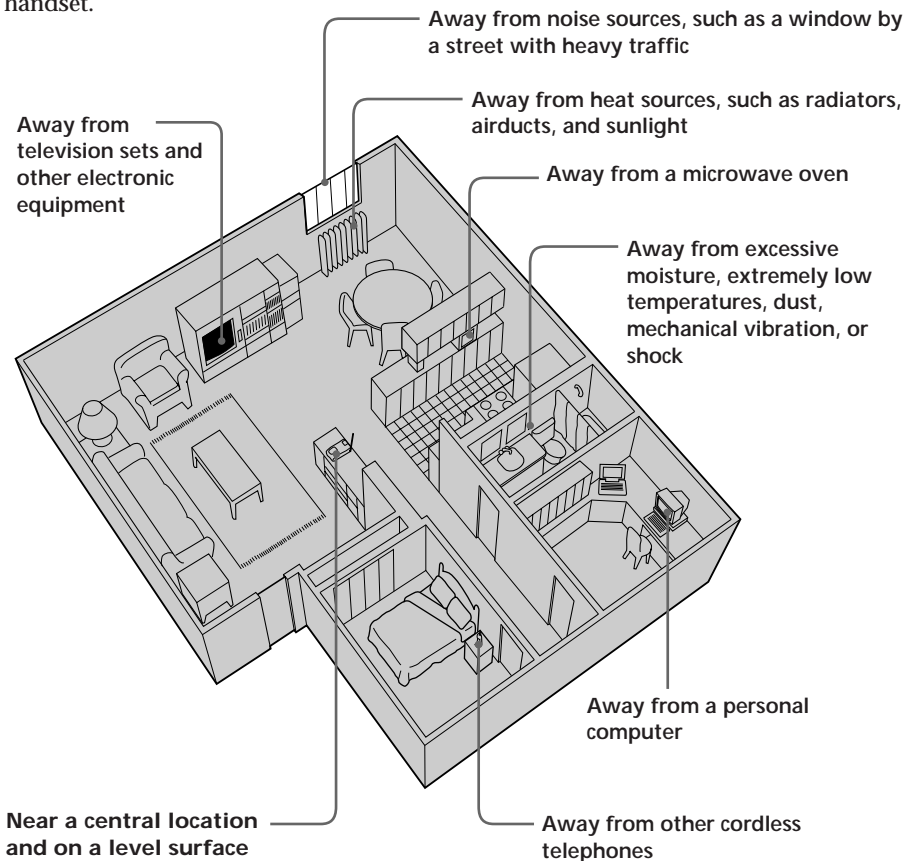 handset.
Away from noise sources, such as a window by
a street with heavy traffic
Away from heat sources, such as radiators,
airducts, and sunlight
Away from
television sets and
other electronic
equipment
Away from a microwave oven
Away from excessive
moisture, extremely low
temperatures, dust,
mechanical vibration, or
shock
Away from a personal
computer
Near a central location
and on a level surface
Away from other cordless
telephones